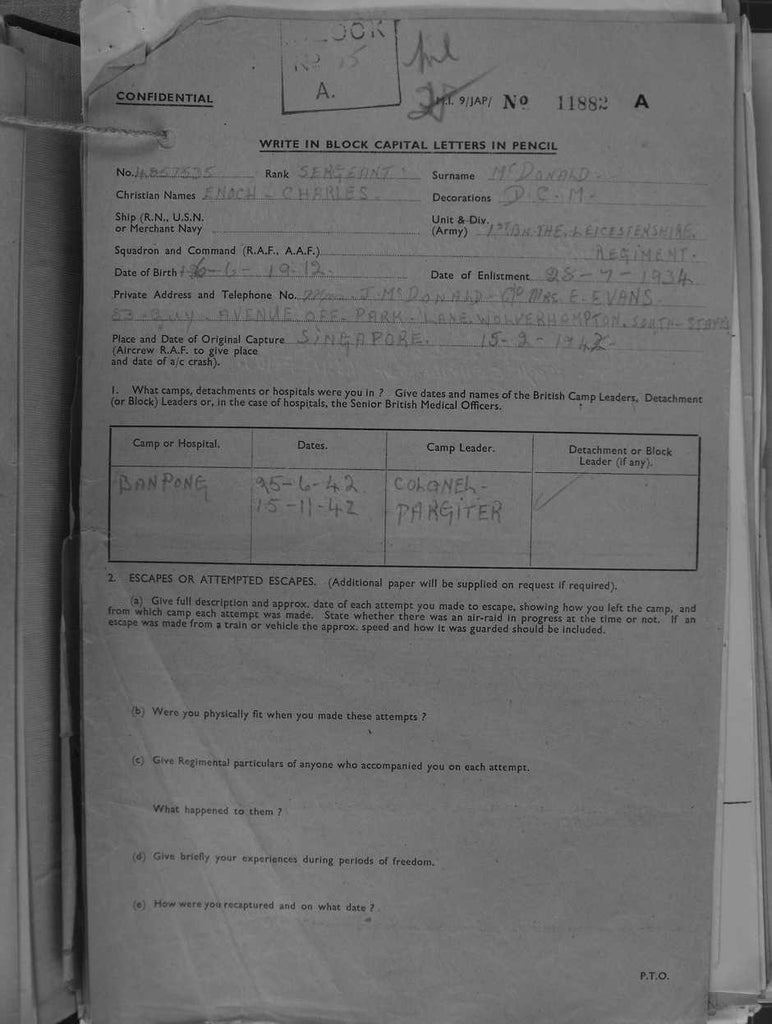 BOOK
No 15
A.
CONFIDENTIAL
M.I. 9/JAP/ No 11882 A
WRITE IN BLOCK CAPITAL LETTERS IN PENCIL
No. 4857535 Rank SERGEANT. Surname McDONALD.
Christian Names ENOCH - CHARLES. Decorations D.C.M.
Ship (R.N., U.S.N.
or Merchant Navy
Unit & Div.
(Army) 1st BN THE LEICESTERSHIRE.
REGIMENT.
Squadron and Command (R.A.F., A.A.F.)
Date of Birth 26-6-1912 Date of Enlistment 28-7-1934
Private Address and Telephone No. J. McDONALD - C/o MRS. E. EVANS
53 - AVENUE. OFF. PARK - LANE. WOLVERHAMPTON. SOUTH - STAFFS
Place and Date of Original Capture SINGAPORE. 15-2-1942
(Aircrew R.A.F. to give place
and date of a/c crash).
1. What camps, detachments or hospitals were you in ? Give dates and names of the British Camp Leaders, Detachment
(or Block) Leaders or, in the case of hospitals, the Senior British Medical Officers.
Camp or Hospital. Dates. Camp Leader. Detachment or Block
Leader (if any).
BANPONG 25-6-42 COLONEL-
15-11-42 PARGITER
2. ESCAPES OR ATTEMPTED ESCAPES. (Additional paper will be supplied on request if required).
(a) Give full description and approx. date of each attempt you made to escape, showing how you left the camp, and
from which camp each attempt was made. State whether there was an air-raid in progress at the time or not. If an
escape was made from a train or vehicle the approx. speed and how it was guarded should be included.
(b) Were you physically fit when you made these attempts ?
(c) Give Regimental particulars of anyone who accompanied you on each attempt.
What happened to them ?
(d) Give briefly your experiences during periods of freedom.
(e) How were you recaptured and on what date ?
P.T.O.